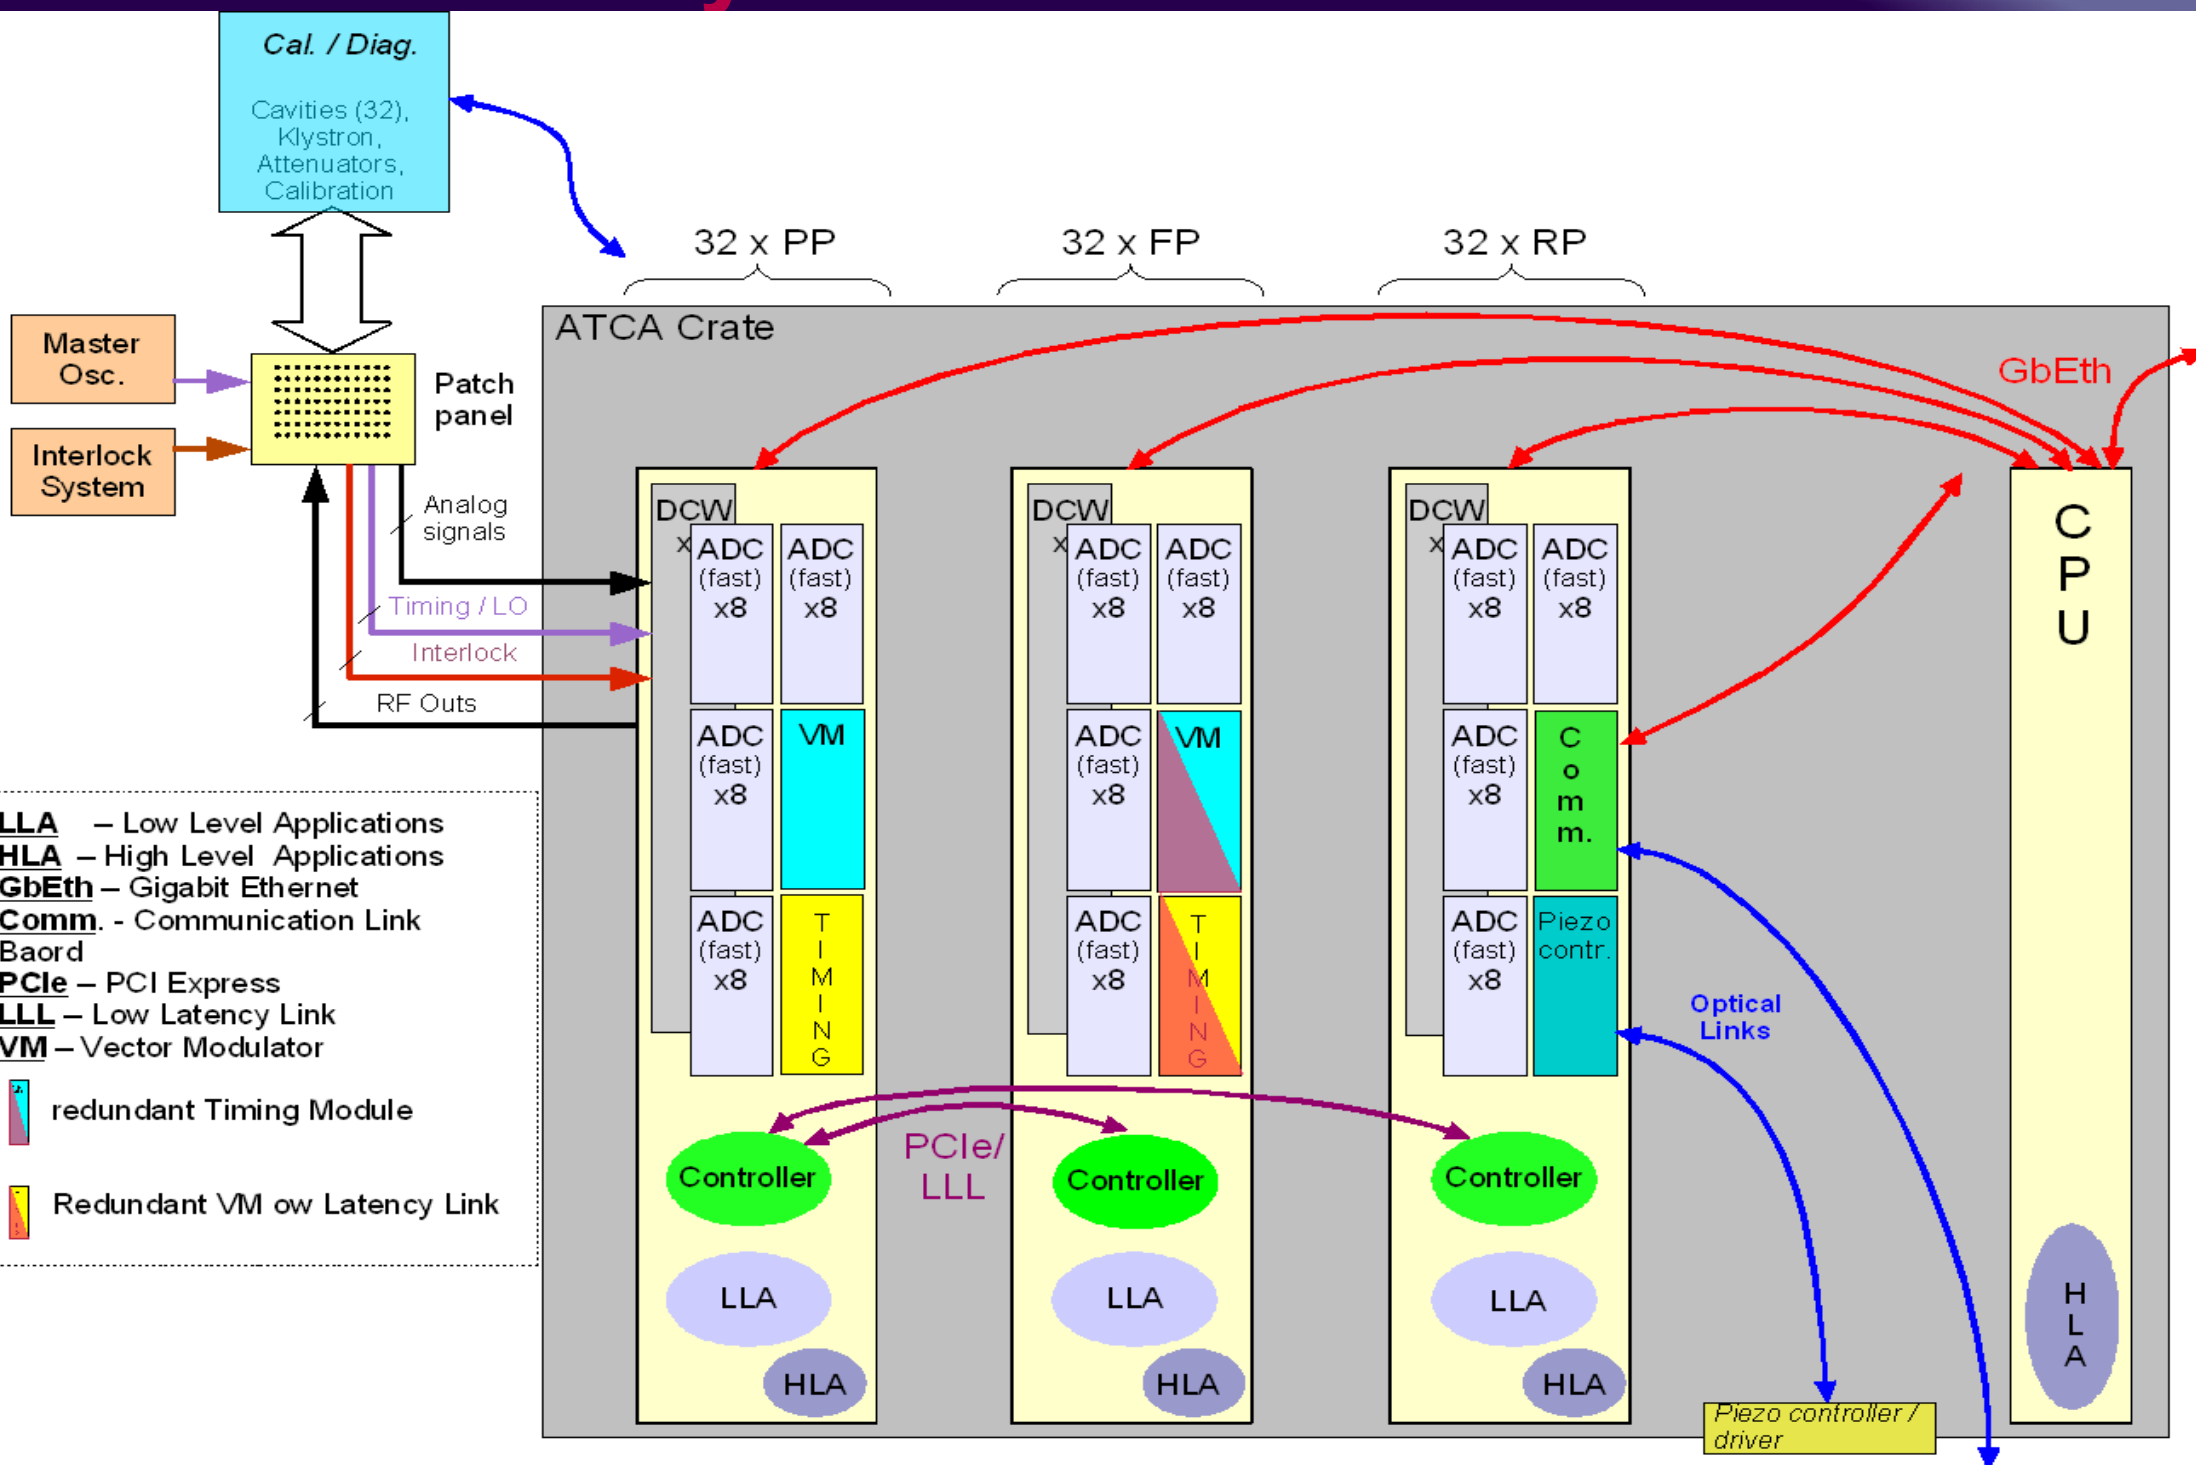 Cal. / Diag.
Cavities (32),
Klystron,
Attenuators,
Calibration
32 x PP
32 x FP
32 x RP
ATCA Crate
Master
Osc.
Interlock
System
Patch
panel
GbEth
Analog
signals
Timing / LO
Interlock
RF Outs
DCW
x
ADC
(fast)
x8
ADC
(fast)
x8
ADC
(fast)
x8
VM
ADC
(fast)
x8
TIMING
Controller
LLA
HLA
DCW
x
ADC
(fast)
x8
ADC
(fast)
x8
ADC
(fast)
x8
VM
ADC
(fast)
x8
TIMING
PCIe/
LLL
Controller
LLA
HLA
DCW
x
ADC
(fast)
x8
ADC
(fast)
x8
ADC
(fast)
x8
Comm.
ADC
(fast)
x8
Piezo
contr.
Optical
Links
Controller
LLA
HLA
CPU
HLA
Piezo controller /
driver
LLA – Low Level Applications
HLA – High Level Applications
GbEth – Gigabit Ethernet
Comm. - Communication Link
Baord
PCIe – PCI Express
LLL – Low Latency Link
VM – Vector Modulator
redundant Timing Module
Redundant VM ow Latency Link